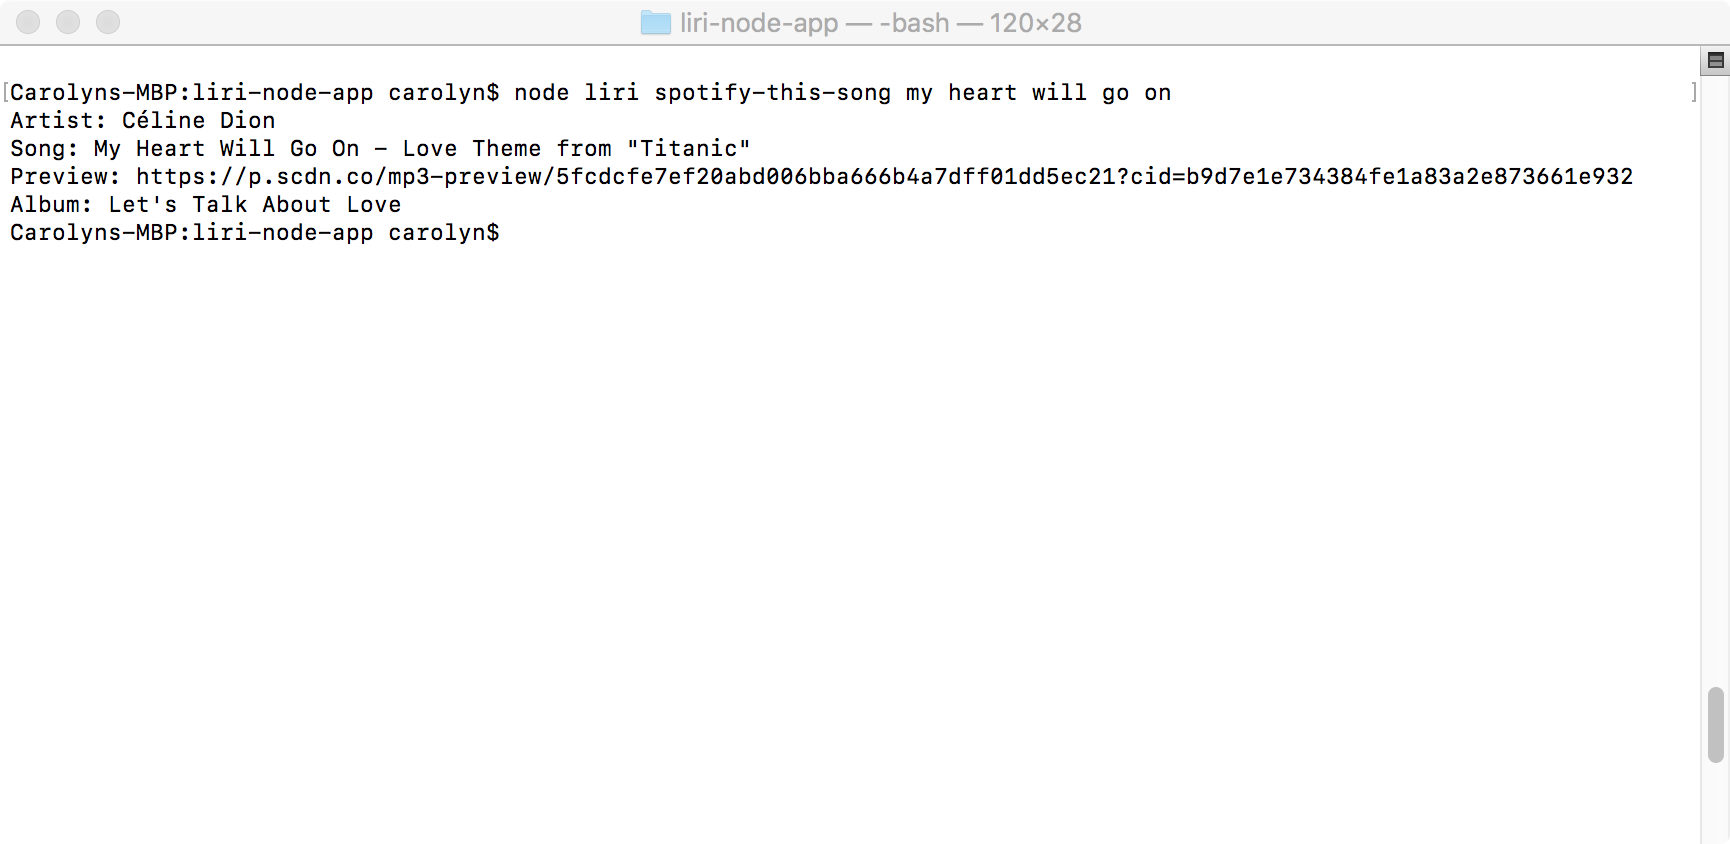 liri-node-app — -bash — 120×28
[Carolyns-MBP:liri-node-app carolyn$ node liri spotify-this-song my heart will go on ]
Artist: Céline Dion
Song: My Heart Will Go On - Love Theme from "Titanic"
Preview: https://p.scdn.co/mp3-preview/5fcdcfe7ef20abd006bba666b4a7dff01dd5ec21?cid=b9d7e1e734384fe1a83a2e873661e932
Album: Let's Talk About Love
Carolyns-MBP:liri-node-app carolyn$